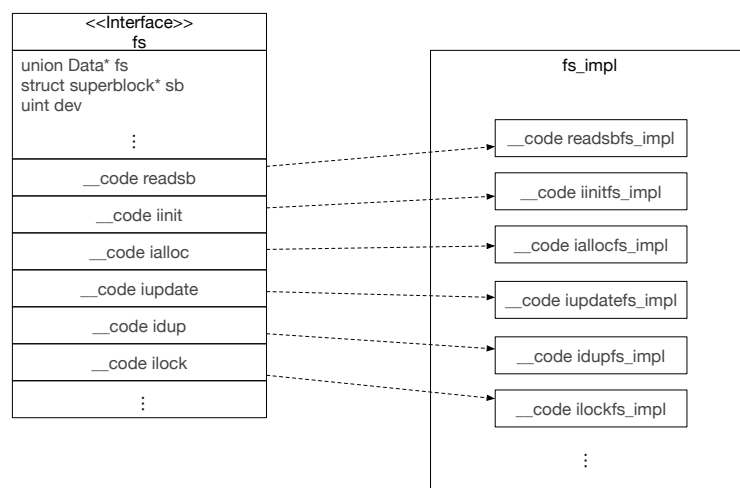 <<Interface>>
fs
union Data* fs
struct superblock* sb
uint dev
⋮
__code readsb
__code iinit
__code ialloc
__code iupdate
__code idup
__code ilock
⋮
fs_impl
__code readsbfs_impl
__code iinitfs_impl
__code iallocfs_impl
__code iupdatefs_impl
__code idupfs_impl
__code ilockfs_impl
⋮